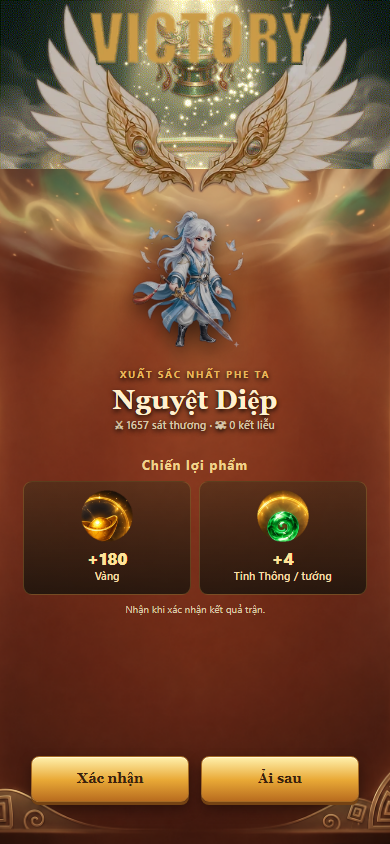 VICTORY
XUẤT SẮC NHẤT PHE TA
Nguyệt Diệp
1657 sát thương · 0 kết liễu
Chiến lợi phẩm
+180
Vàng
+4
Tinh Thông / tướng
Nhận khi xác nhận kết quả trận.
Xác nhận
Ải sau